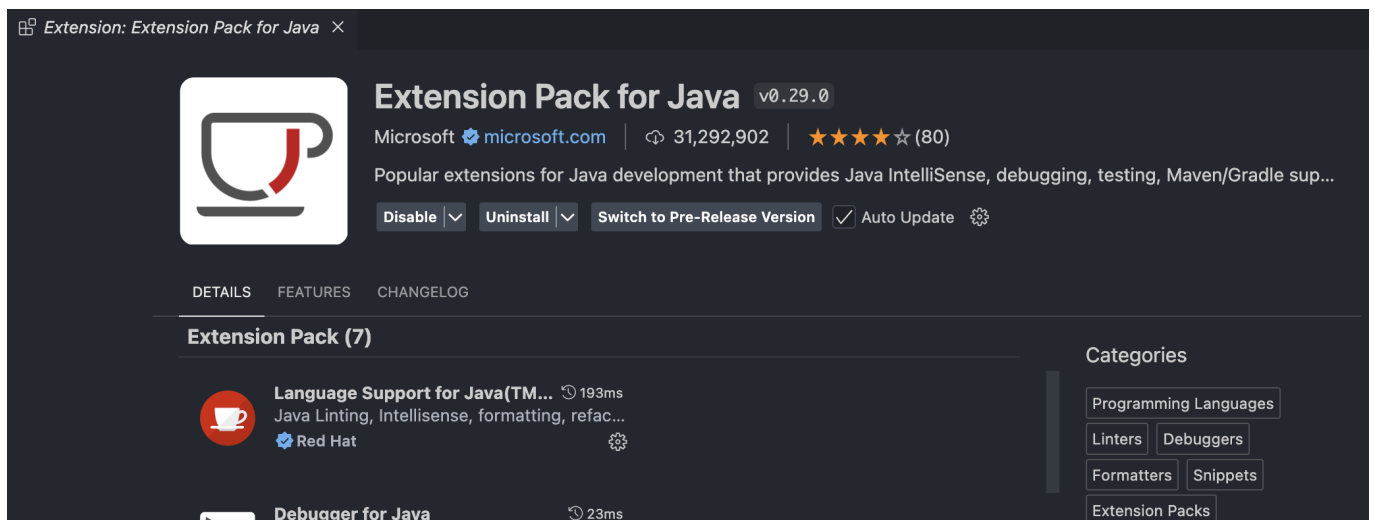 Extension: Extension Pack for Java
Extension Pack for Java v0.29.0
Microsoft microsoft.com 31,292,902 (80)
Popular extensions for Java development that provides Java IntelliSense, debugging, testing, Maven/Gradle sup...
Disable Uninstall Switch to Pre-Release Version Auto Update
DETAILS FEATURES CHANGELOG
Extension Pack (7)
Language Support for Java(TM... 193ms
Java Linting, Intellisense, formatting, refac...
Red Hat
Debugger for Java 23ms
Categories
Programming Languages
Linters Debuggers
Formatters Snippets
Extension Packs